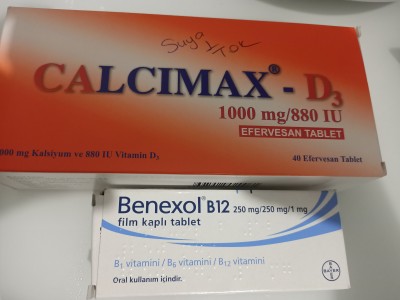 Suya
1
Tok
CALCIMAX® - D3
1000 mg/880 IU
EFERVESAN TABLET
000 mg Kalsiyum ve 880 IU Vitamin D3
40 Efervesan Tablet
Benexol® B12 250 mg/250 mg/1 mg
film kaplı tablet
B1 vitamini / B6 vitamini / B12 vitamini
Oral kullanım içindir.
BAYER